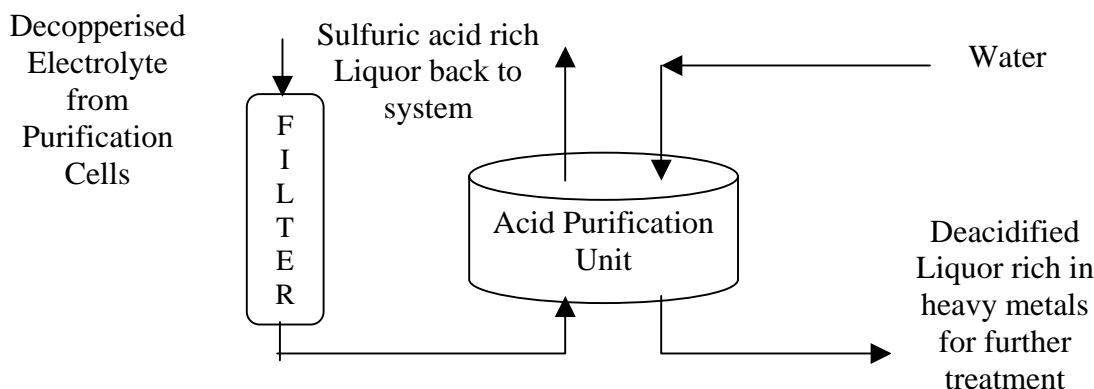 Decopperised
Electrolyte
from
Purification
Cells
F
I
L
T
E
R
Sulfuric acid rich
Liquor back to
system
Water
Acid Purification
Unit
Deacidified
Liquor rich in
heavy metals
for further
treatment